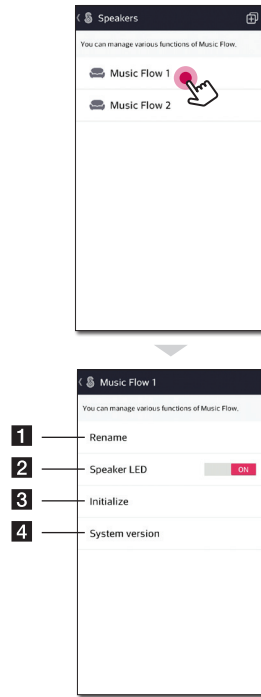 Speakers
You can manage various functions of Music Flow.
Music Flow 1
Music Flow 2
Music Flow 1
You can manage various functions of Music Flow.
1 Rename
2 Speaker LED ON
3 Initialize
4 System version